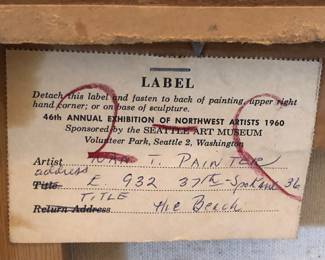 LABEL
Detach this label and fasten to back of painting, upper right
hand corner; or on base of sculpture.
46th ANNUAL EXHIBITION OF NORTHWEST ARTISTS 1960
Sponsored by the SEATTLE ART MUSEUM
Volunteer Park, Seattle 2, Washington
Artist T. PAINTER
address
Title E 932 37th - Spokane 36
TITLE
Return Address The Beach